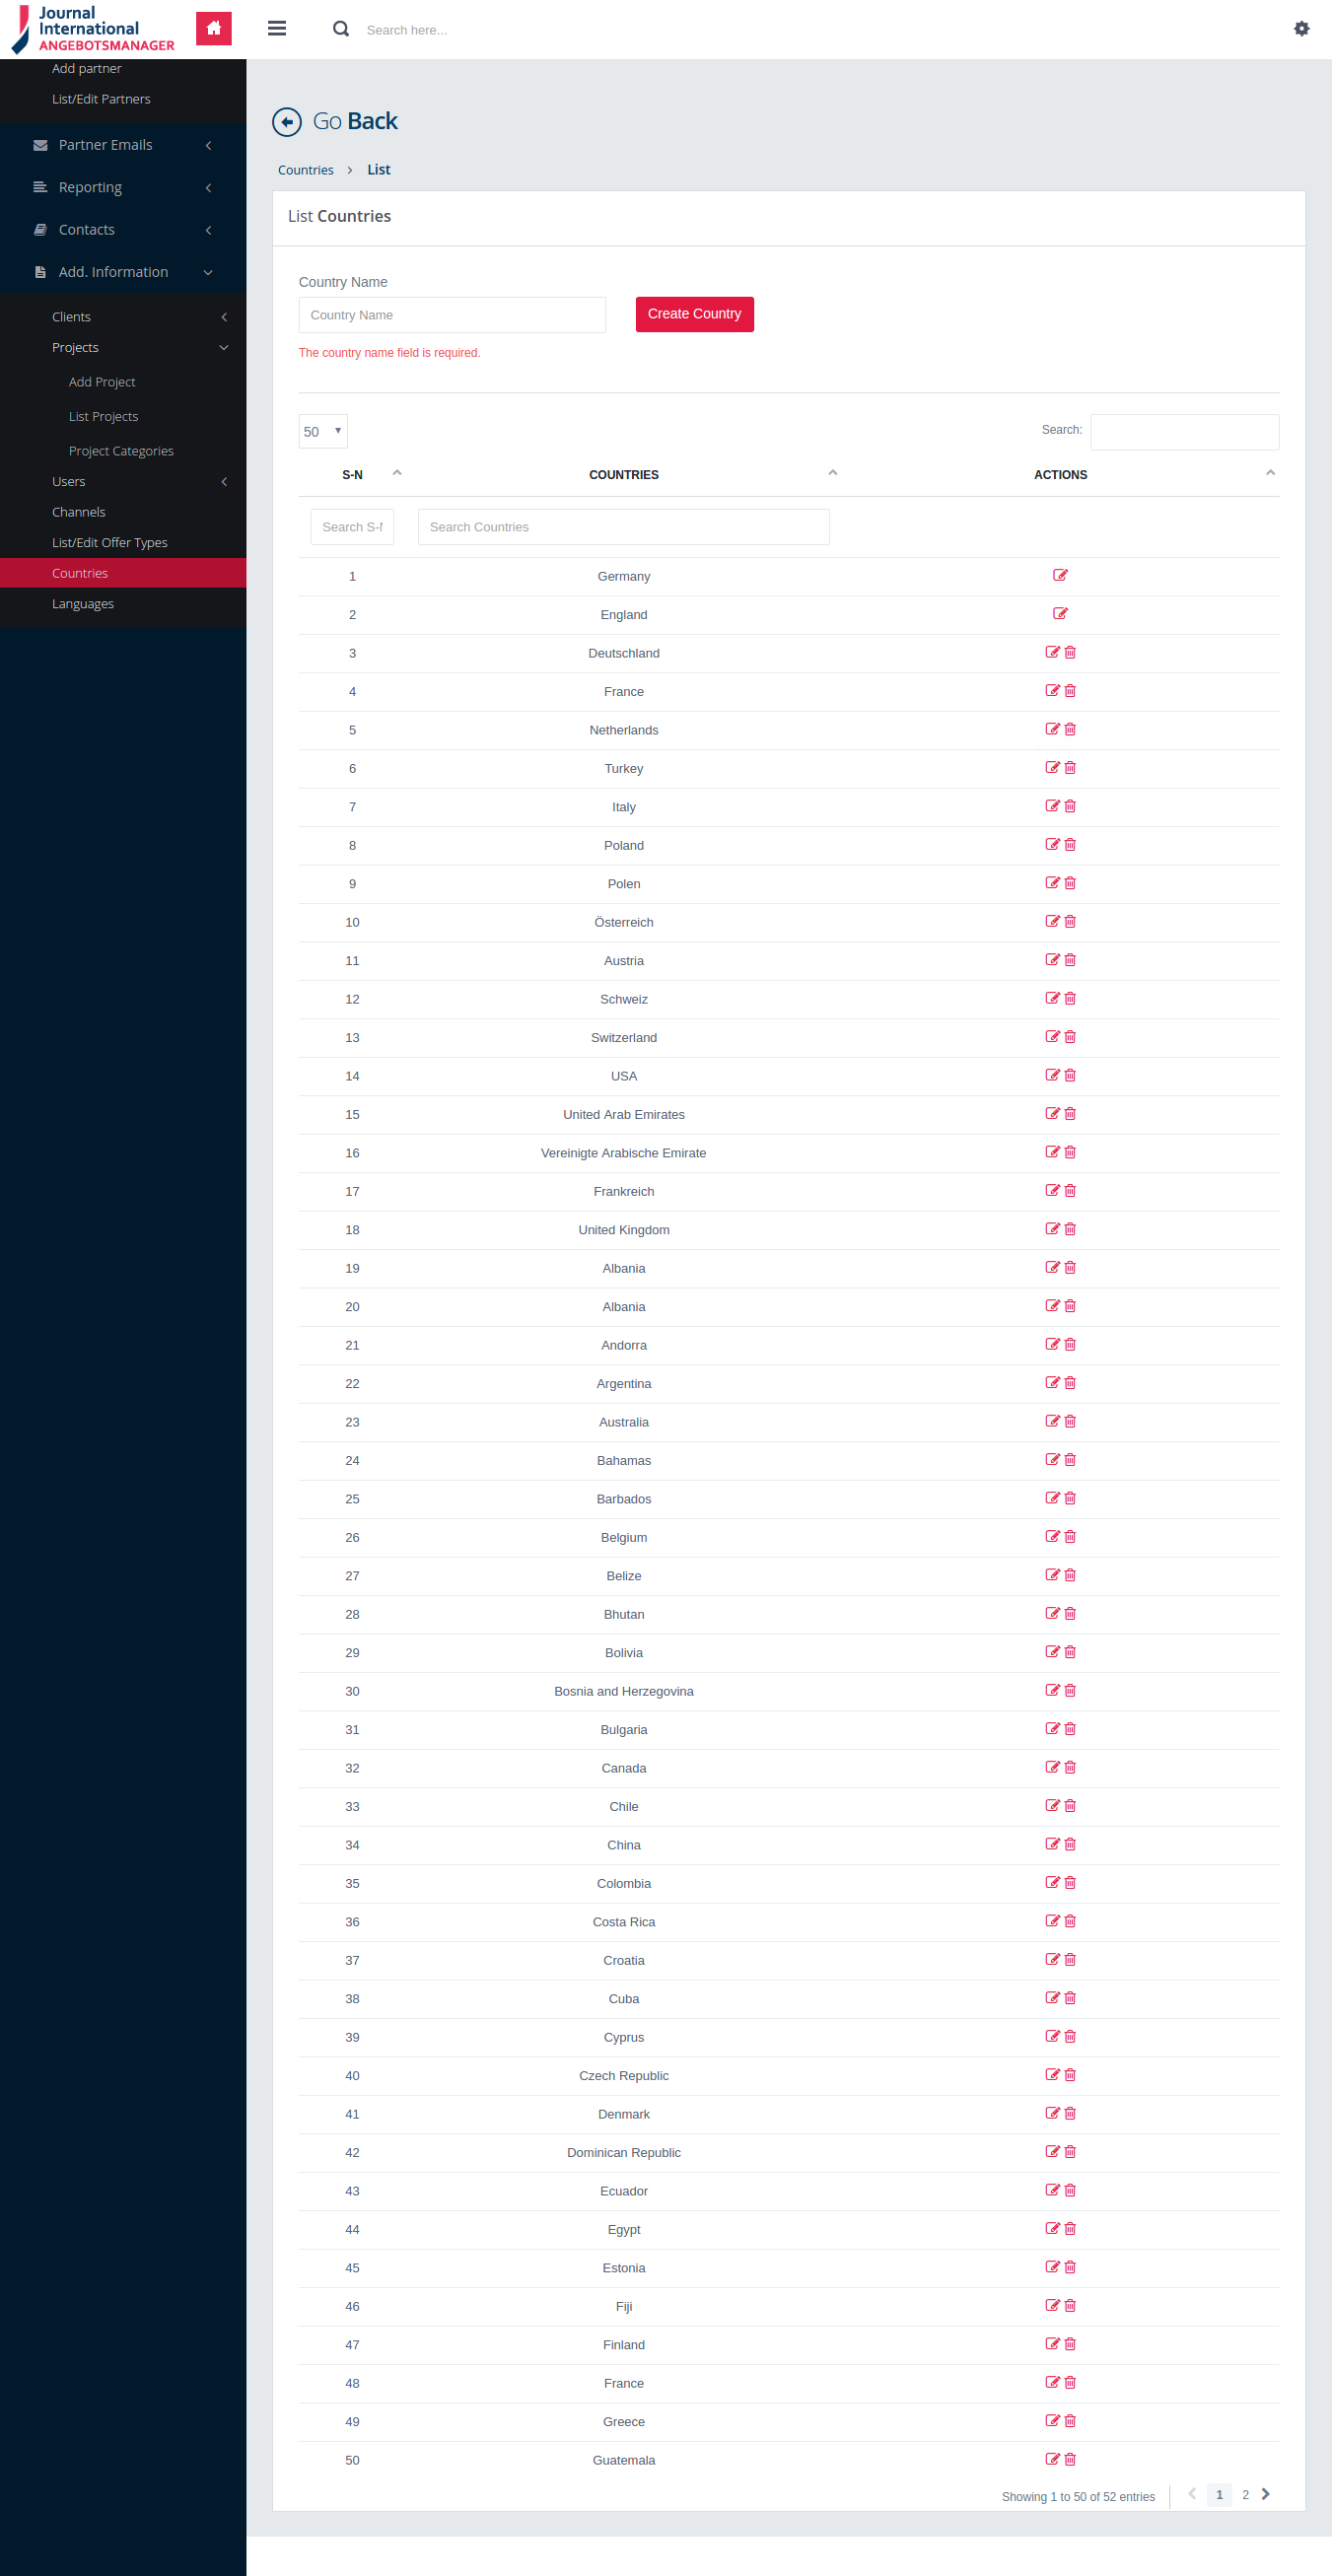 Journal
International
ANGEBOTSMANAGER
Search here...
Add partner
List/Edit Partners
Partner Emails
Reporting
Contacts
Add. Information
Clients
Projects
Add Project
List Projects
Project Categories
Users
Channels
List/Edit Offer Types
Countries
Languages
Go Back
Countries > List
List Countries
Country Name
Country Name
Create Country
The country name field is required.
50
Search:
S-N COUNTRIES ACTIONS
Search S-N Search Countries
1 Germany
2 England
3 Deutschland
4 France
5 Netherlands
6 Turkey
7 Italy
8 Poland
9 Polen
10 Österreich
11 Austria
12 Schweiz
13 Switzerland
14 USA
15 United Arab Emirates
16 Vereinigte Arabische Emirate
17 Frankreich
18 United Kingdom
19 Albania
20 Albania
21 Andorra
22 Argentina
23 Australia
24 Bahamas
25 Barbados
26 Belgium
27 Belize
28 Bhutan
29 Bolivia
30 Bosnia and Herzegovina
31 Bulgaria
32 Canada
33 Chile
34 China
35 Colombia
36 Costa Rica
37 Croatia
38 Cuba
39 Cyprus
40 Czech Republic
41 Denmark
42 Dominican Republic
43 Ecuador
44 Egypt
45 Estonia
46 Fiji
47 Finland
48 France
49 Greece
50 Guatemala
Showing 1 to 50 of 52 entries 1 2